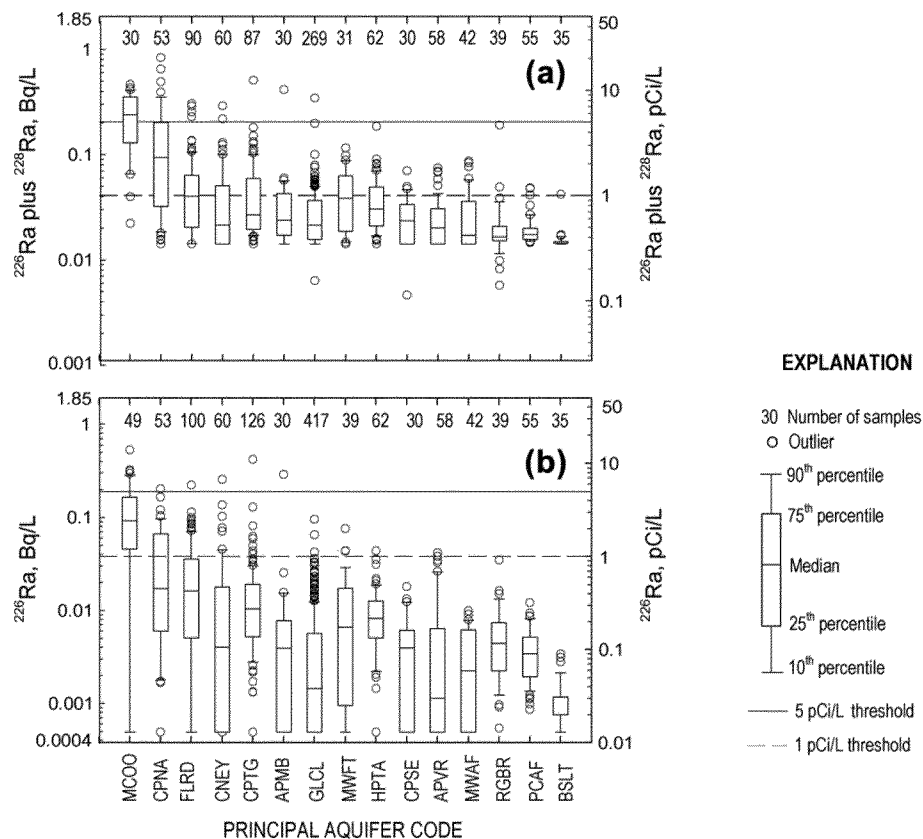 30 53 90 60 87 30 269 31 62 30 58 42 39 55 35
(a)
1.85
1
0.1
0.01
0.001
²²⁶Ra plus ²²⁸Ra, Bq/L
50
10
1
0.1
²²⁶Ra plus ²²⁸Ra, pCi/L
49 53 100 60 126 30 417 39 62 30 58 42 39 55 35
(b)
1.85
1
0.1
0.01
0.001
0.0004
²²⁶Ra, Bq/L
50
10
1
0.1
0.01
²²⁶Ra, pCi/L
MCOO
CPNA
FLRD
CNEY
CPTG
APMB
GLCL
MWFT
HPTA
CPSE
APVR
MWAF
RGBR
PCAF
BSLT
PRINCIPAL AQUIFER CODE
EXPLANATION
30 Number of samples
Outlier
90th percentile
75th percentile
Median
25th percentile
10th percentile
5 pCi/L threshold
1 pCi/L threshold